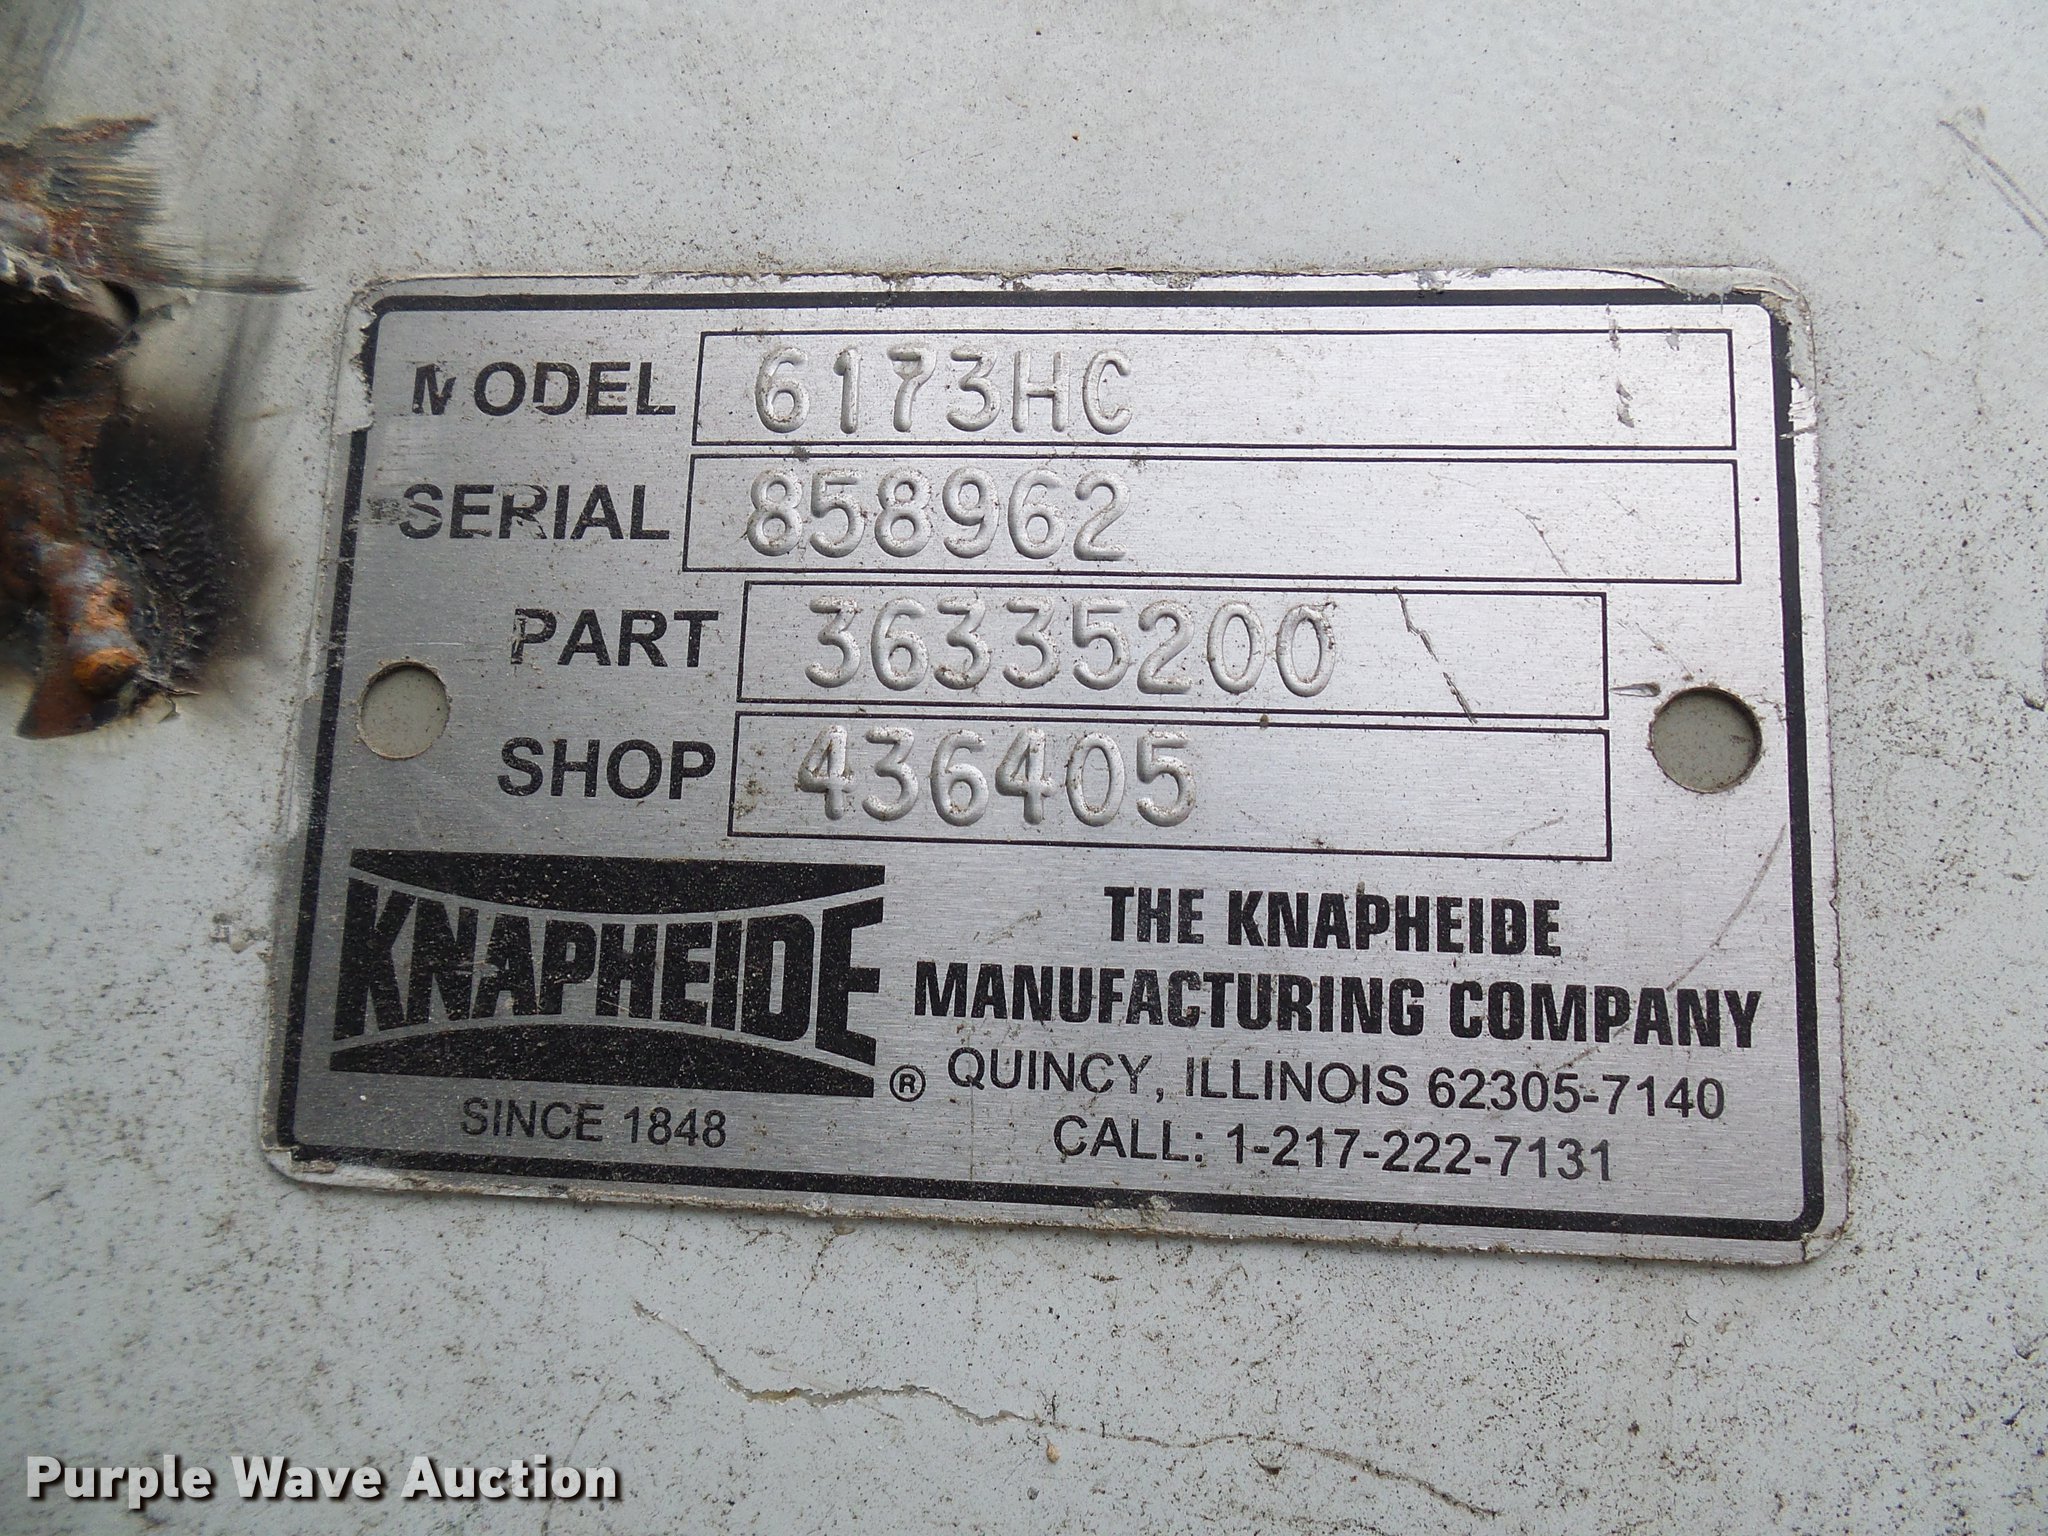 MODEL 6173HC
SERIAL 858962
PART 36335200
SHOP 436405
KNAPHEIDE ®
SINCE 1848
THE KNAPHEIDE
MANUFACTURING COMPANY
QUINCY, ILLINOIS 62305-7140
CALL: 1-217-222-7131
Purple Wave Auction